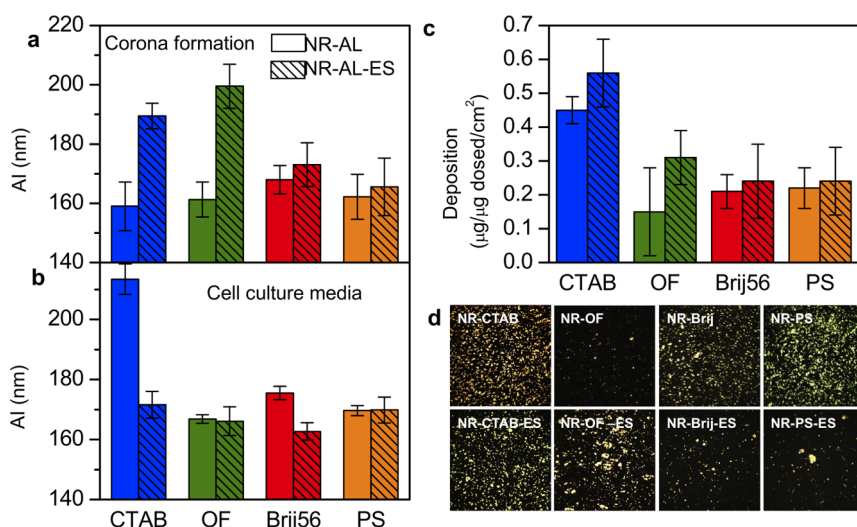 a
Corona formation
NR-AL
NR-AL-ES
AI (nm)
220
200
180
160
140
b
Cell culture media
AI (nm)
200
180
160
140
CTAB
OF
Brij56
PS
c
Deposition
(µg/µg dosed/cm²)
0.7
0.6
0.5
0.4
0.3
0.2
0.1
0.0
CTAB
OF
Brij56
PS
d
NR-CTAB
NR-OF
NR-Brij
NR-PS
NR-CTAB-ES
NR-OF –ES
NR-Brij-ES
NR-PS-ES